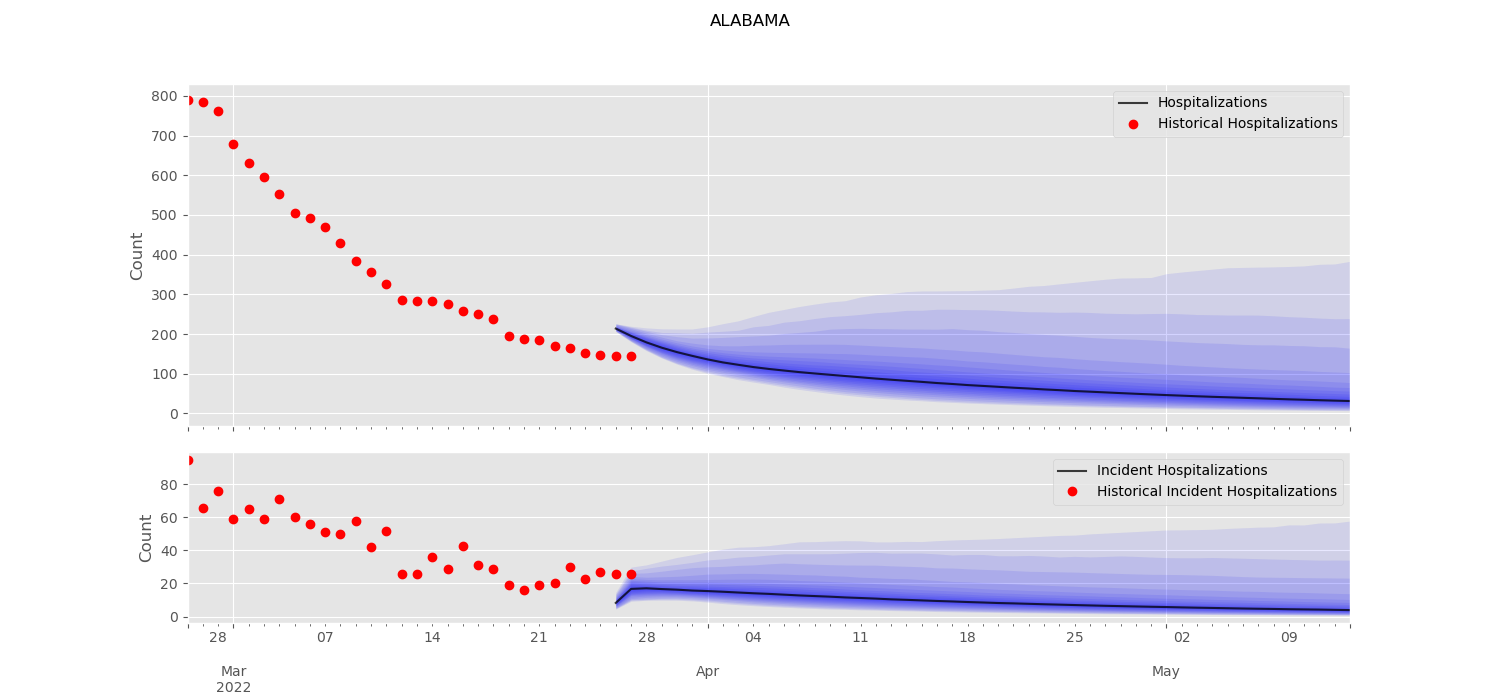 ALABAMA
800
700
600
500
400
300
200
100
0
Count
Hospitalizations
Historical Hospitalizations
80
60
40
20
0
Count
Incident Hospitalizations
Historical Incident Hospitalizations
28 07 14 21 28 04 11 18 25 02 09
Mar Apr May
2022